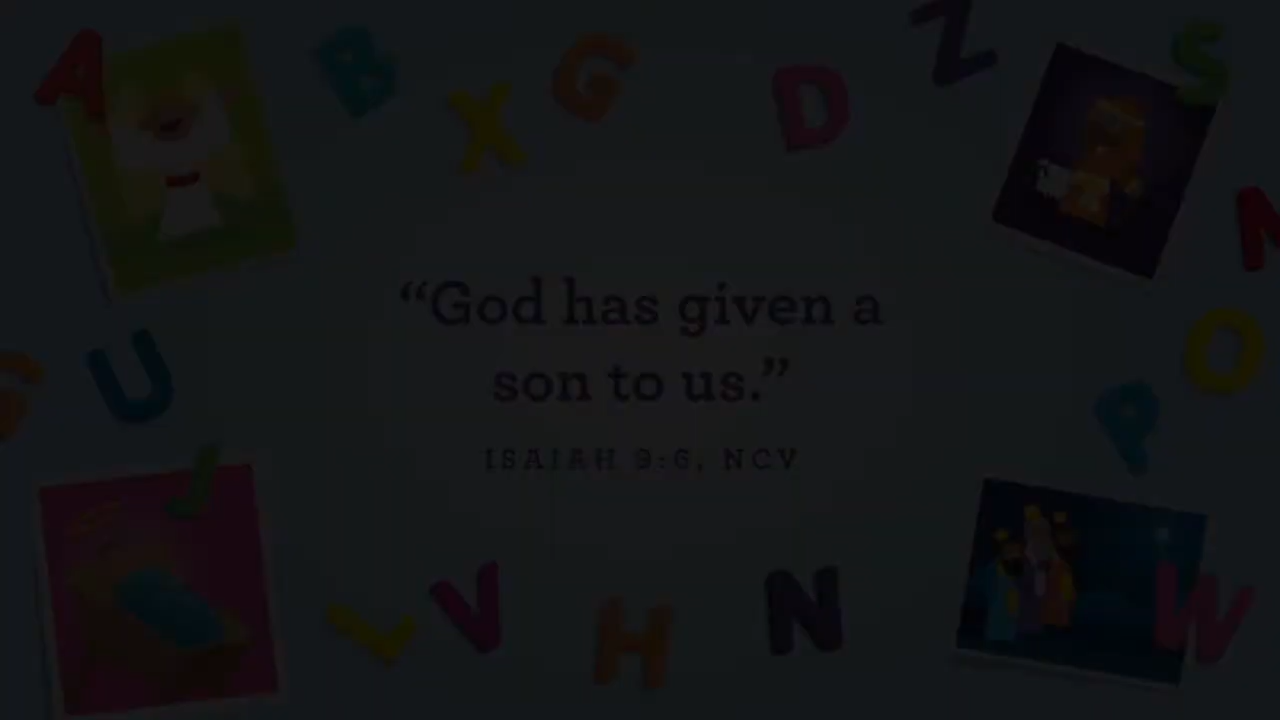 A B X G D Z S
N
“God has given a
son to us.”
ISAIAH 9:6, NCV
U O P
J
L V H N W